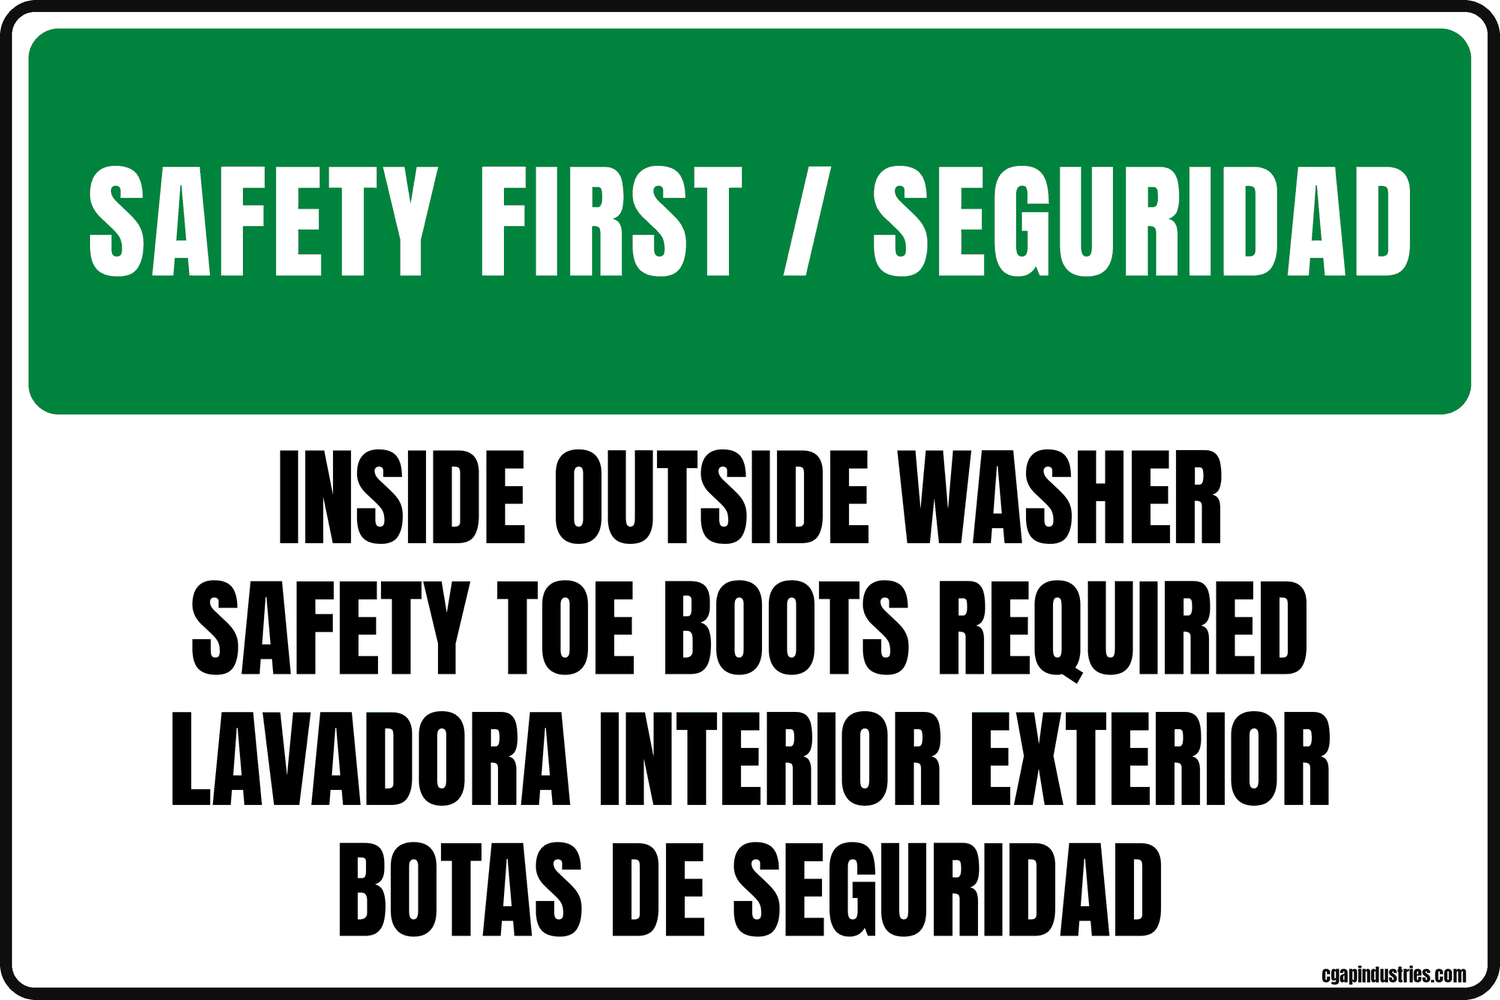 SAFETY FIRST / SEGURIDAD
INSIDE OUTSIDE WASHER
SAFETY TOE BOOTS REQUIRED
LAVADORA INTERIOR EXTERIOR
BOTAS DE SEGURIDAD
cgapindustries.com